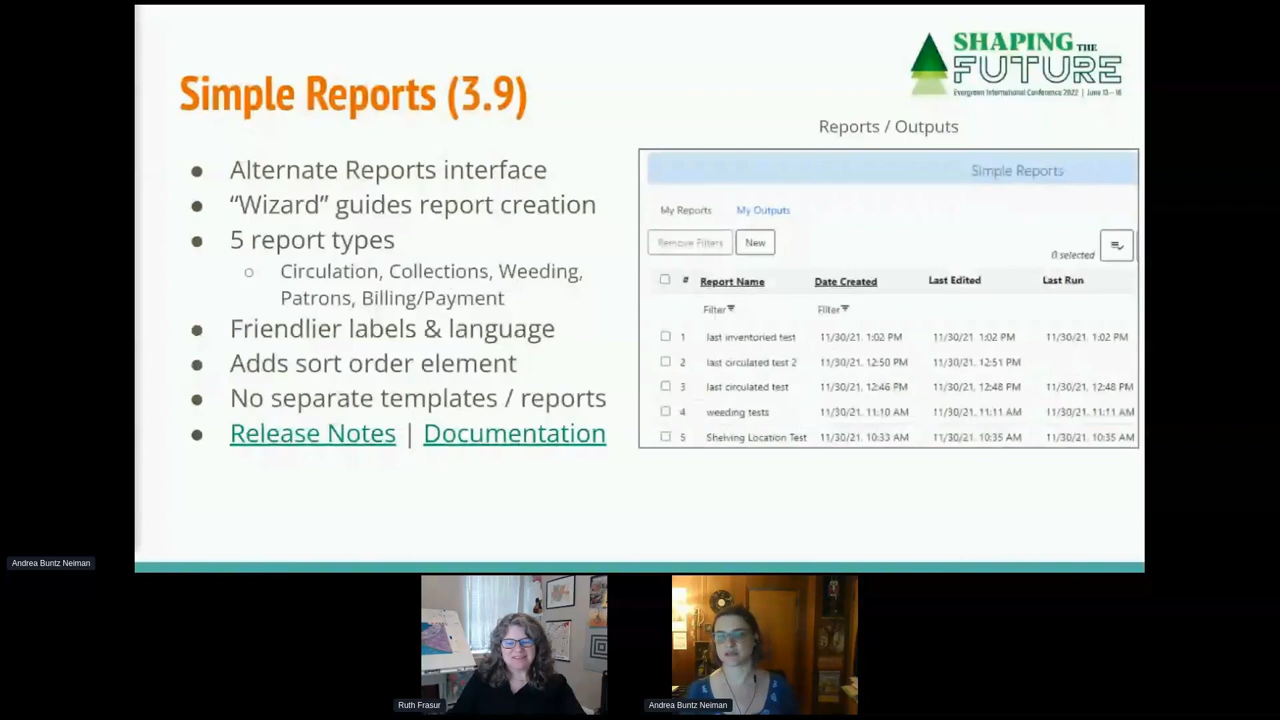 SHAPING THE
FUTURE
Evergreen International Conference 2022 | June 13 - 16
Simple Reports (3.9)
● Alternate Reports interface
● “Wizard” guides report creation
● 5 report types
○ Circulation, Collections, Weeding,
Patrons, Billing/Payment
● Friendlier labels & language
● Adds sort order element
● No separate templates / reports
● Release Notes | Documentation
Reports / Outputs
Simple Reports
My Reports My Outputs
Remove Filters New
0 selected
# Report Name Date Created Last Edited Last Run
Filter Filter
1 last inventoried test 11/30/21, 1:02 PM 11/30/21, 1:02 PM 11/30/21, 1:02 PM
2 last circulated test 2 11/30/21, 12:50 PM 11/30/21, 12:51 PM
3 last circulated test 11/30/21, 12:46 PM 11/30/21, 12:48 PM 11/30/21, 12:48 PM
4 weeding tests 11/30/21, 11:10 AM 11/30/21, 11:11 AM 11/30/21, 11:11 AM
5 Shelving Location Test 11/30/21, 10:33 AM 11/30/21, 10:35 AM 11/30/21, 10:35 AM
Andrea Buntz Neiman
Ruth Frasur
Andrea Buntz Neiman